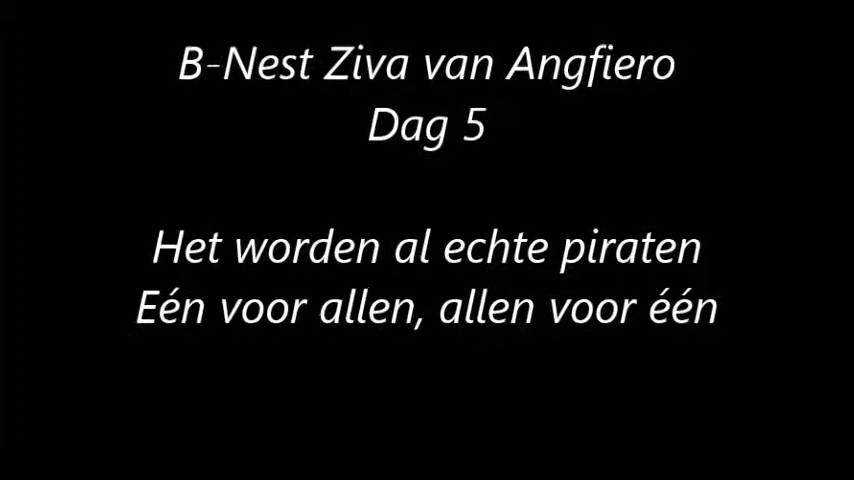 B-Nest Ziva van Angfiero
Dag 5
Het worden al echte piraten
Eén voor allen, allen voor één